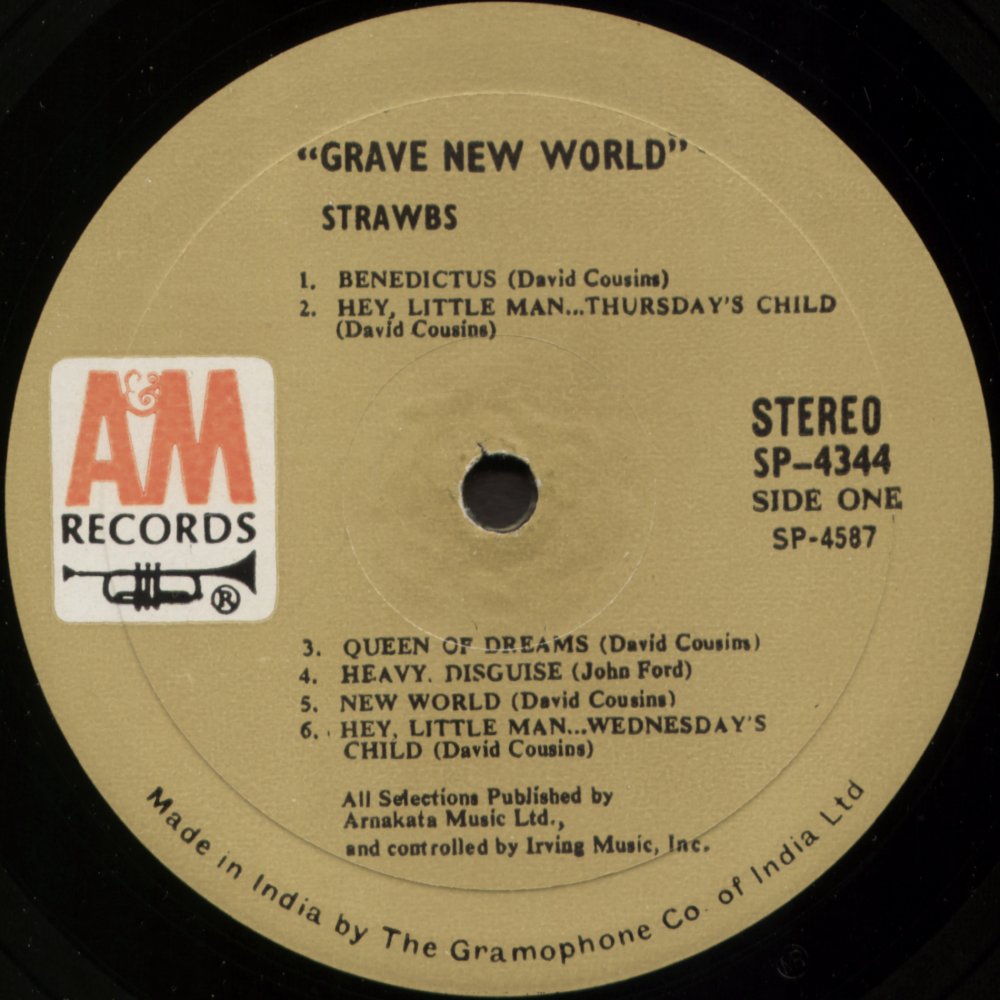 “GRAVE NEW WORLD”
STRAWBS
1. BENEDICTUS (David Cousins)
2. HEY, LITTLE MAN...THURSDAY'S CHILD
(David Cousins)
A&M
RECORDS
®
STEREO
SP-4344
SIDE ONE
SP-4587
3. QUEEN OF DREAMS (David Cousins)
4. HEAVY. DISGUISE (John Ford)
5. NEW WORLD (David Cousins)
6. HEY, LITTLE MAN...WEDNESDAY'S
CHILD (David Cousins)
All Selections Published by
Arnakata Music Ltd.,
and controlled by Irving Music, Inc.
Made in India by The Gramophone Co. of India Ltd